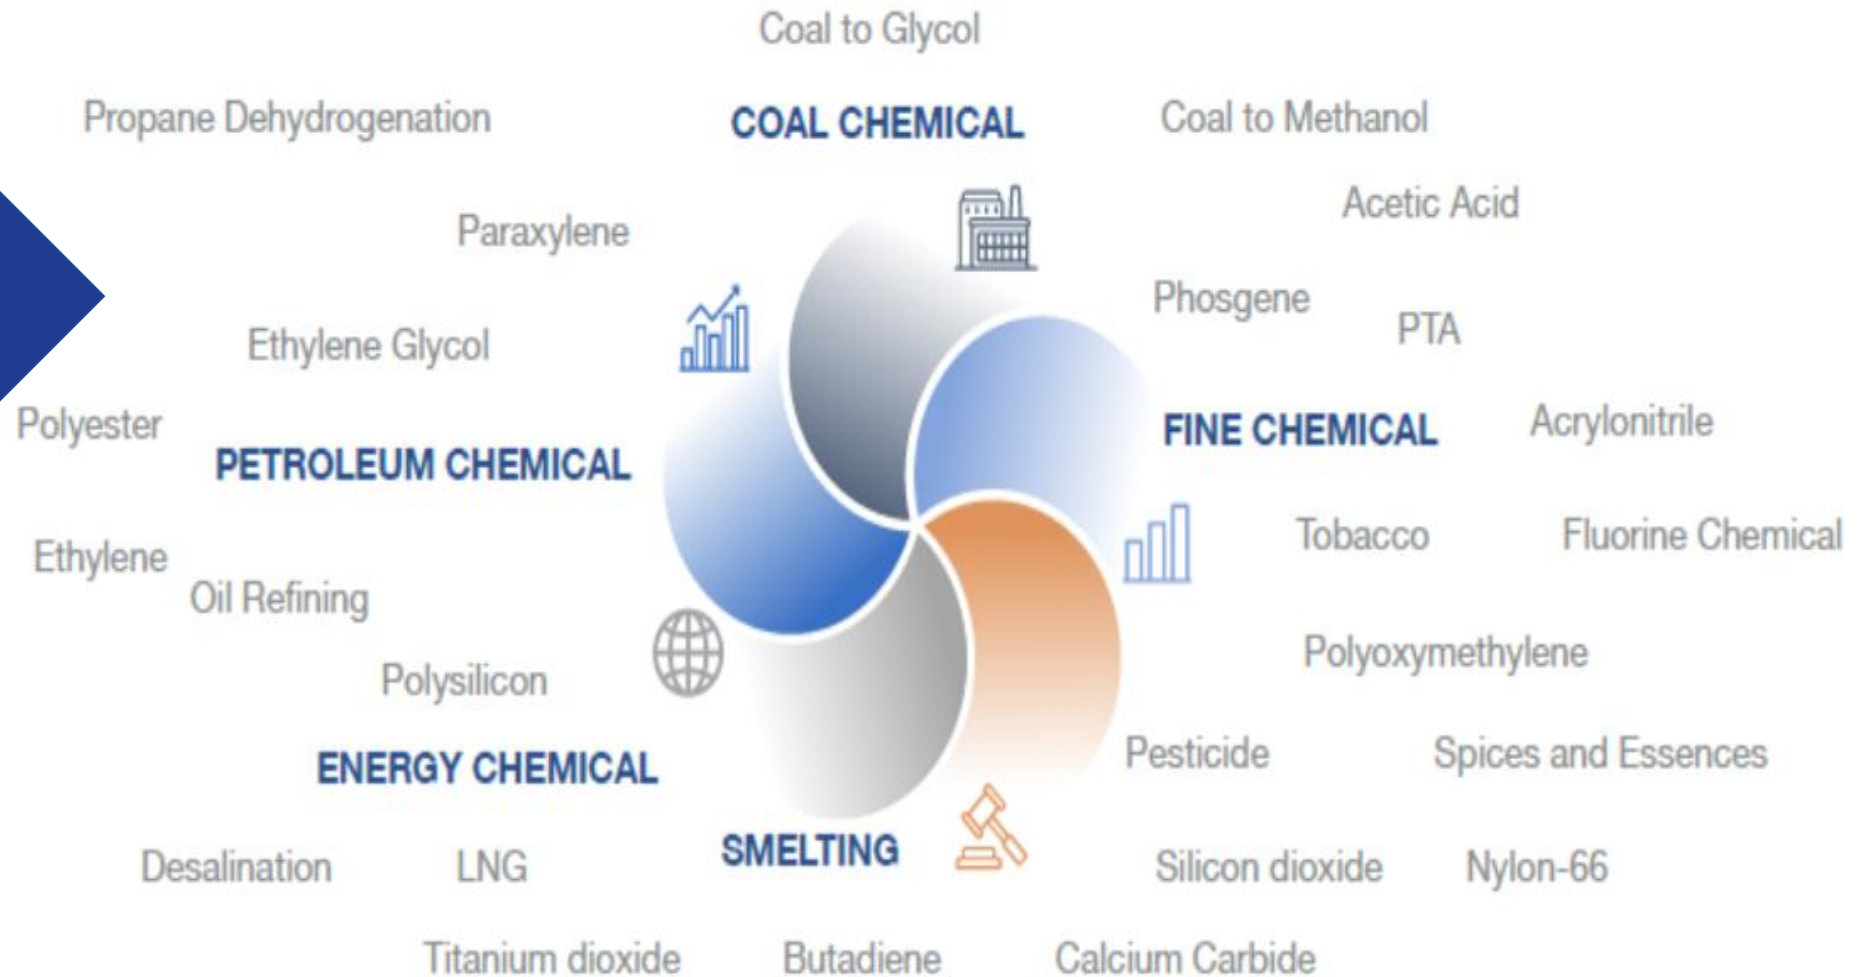 Coal to Glycol
Propane Dehydrogenation
COAL CHEMICAL
Coal to Methanol
Acetic Acid
Paraxylene
Phosgene
PTA
Ethylene Glycol
Polyester
FINE CHEMICAL
Acrylonitrile
PETROLEUM CHEMICAL
Tobacco
Fluorine Chemical
Ethylene
Oil Refining
Polyoxymethylene
Polysilicon
Pesticide
Spices and Essences
ENERGY CHEMICAL
SMELTING
Desalination
LNG
Silicon dioxide
Nylon-66
Titanium dioxide
Butadiene
Calcium Carbide